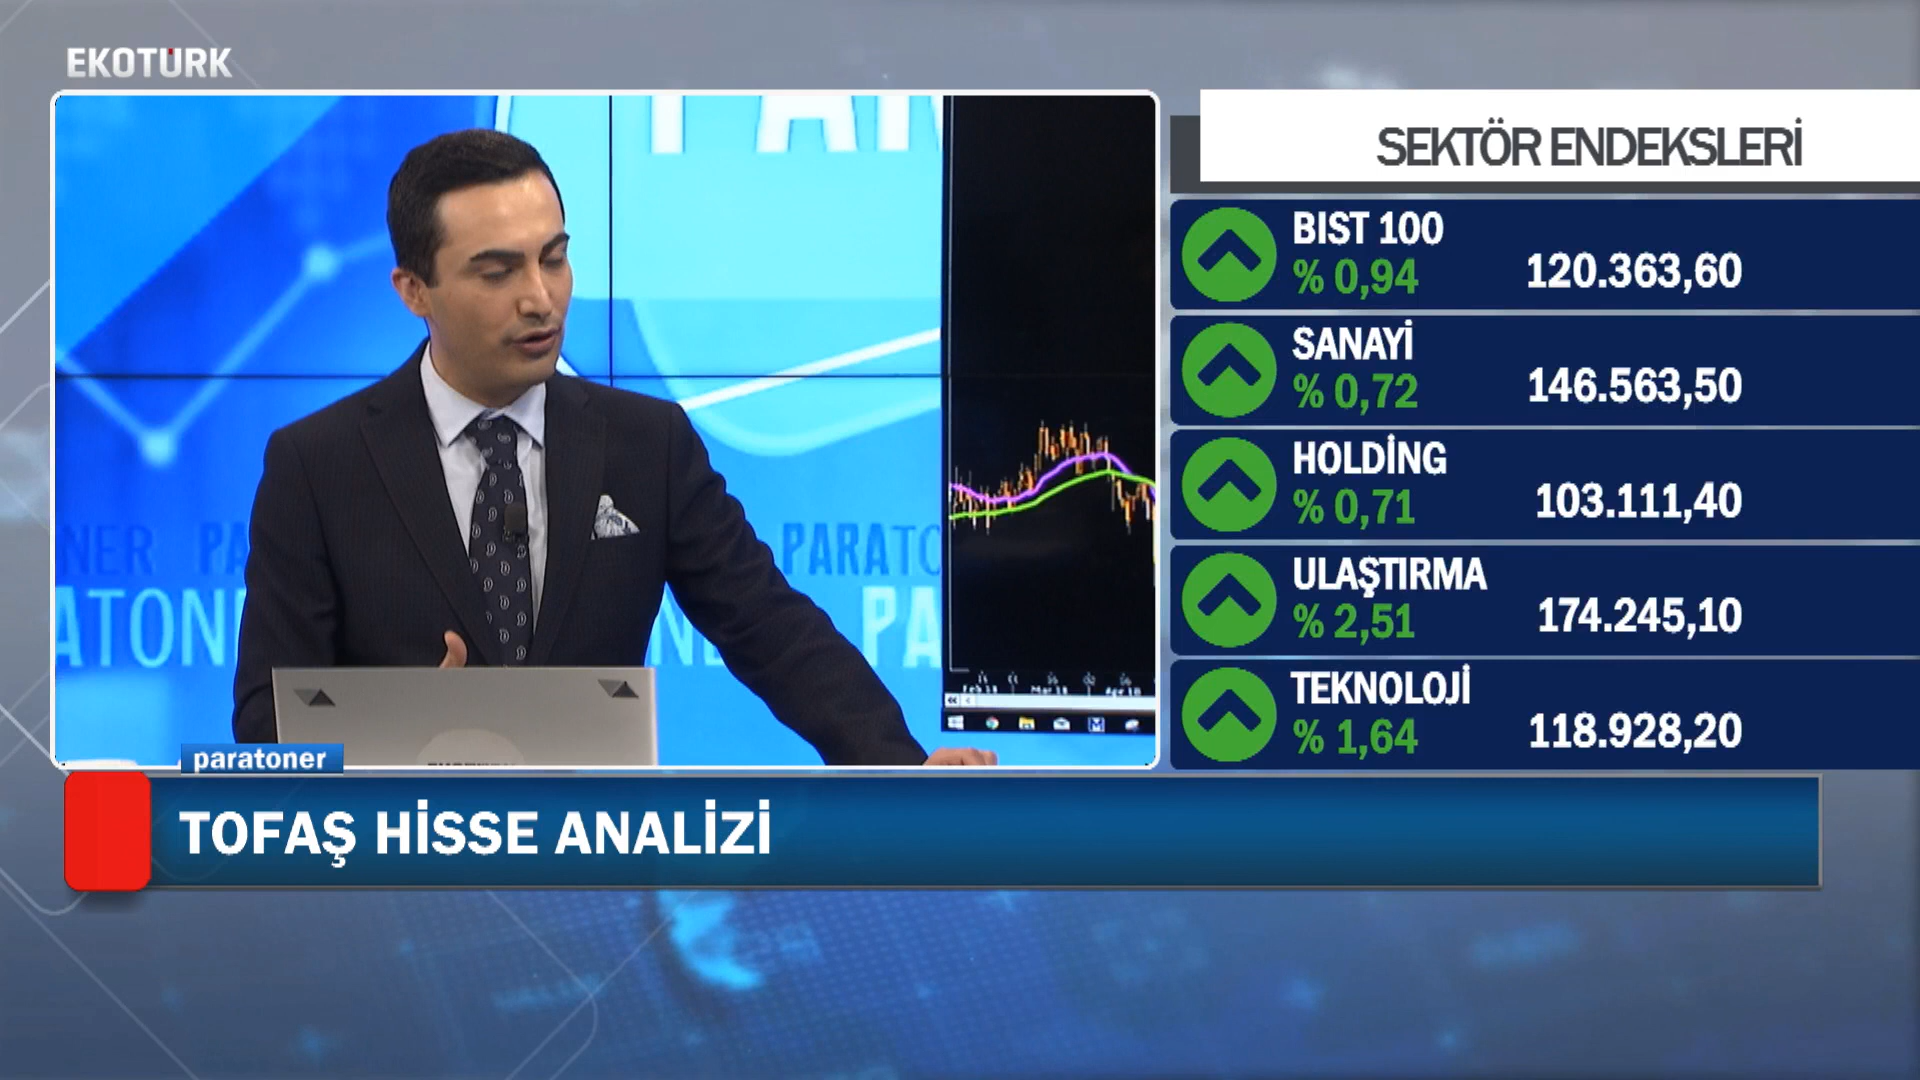 EKOTÜRK
SEKTÖR ENDEKSLERİ
BIST 100
% 0,94
120.363,60
SANAYİ
% 0,72
146.563,50
HOLDİNG
% 0,71
103.111,40
ULAŞTIRMA
% 2,51
174.245,10
TEKNOLOJİ
% 1,64
118.928,20
PARATO
ATONER
PA
paratoner
TOFAŞ HİSSE ANALİZİ